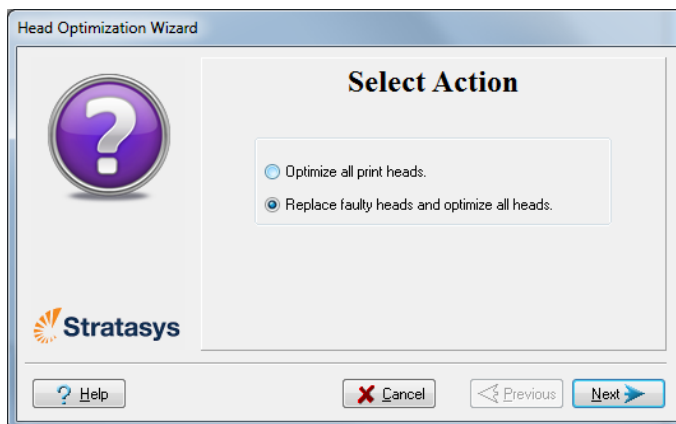 Head Optimization Wizard
Select Action
Optimize all print heads.
Replace faulty heads and optimize all heads.
Stratasys
? Help
Cancel
Previous
Next